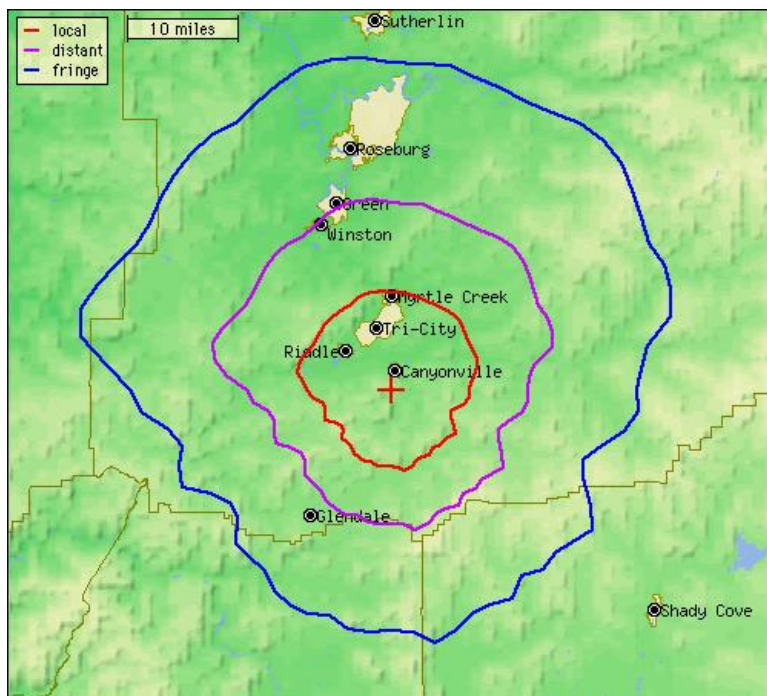 local
distant
fringe
10 miles
Sutherlin
Roseburg
Green
Winston
Myrtle Creek
Tri-City
Riddle
Canyonville
Glendale
Shady Cove